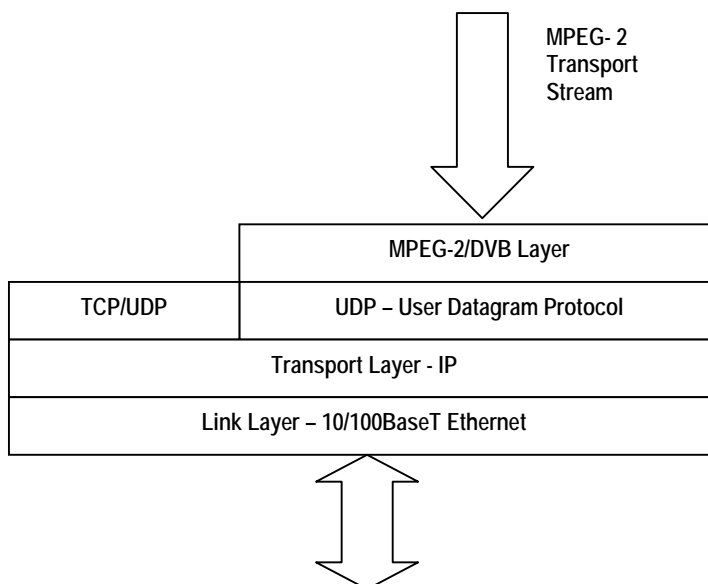 MPEG- 2
Transport
Stream
MPEG-2/DVB Layer
TCP/UDP
UDP – User Datagram Protocol
Transport Layer - IP
Link Layer – 10/100BaseT Ethernet